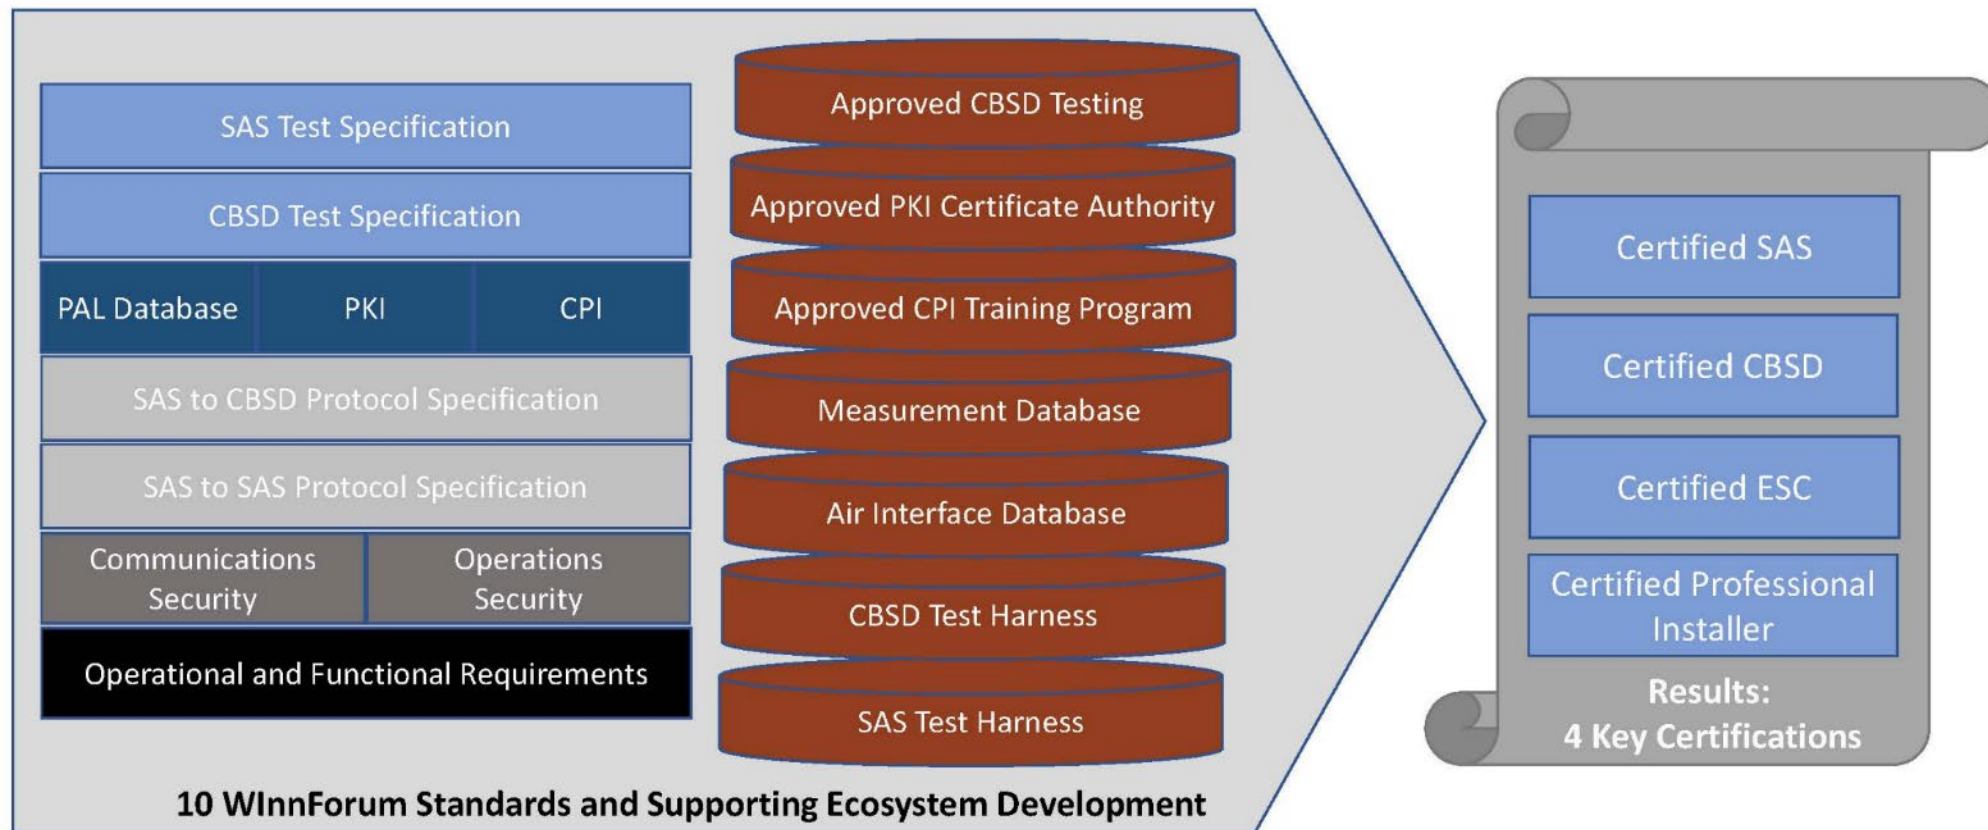 SAS Test Specification
CBSD Test Specification
PAL Database
PKI
CPI
SAS to CBSD Protocol Specification
SAS to SAS Protocol Specification
Communications
Security
Operations
Security
Operational and Functional Requirements
Approved CBSD Testing
Approved PKI Certificate Authority
Approved CPI Training Program
Measurement Database
Air Interface Database
CBSD Test Harness
SAS Test Harness
10 WInnForum Standards and Supporting Ecosystem Development
Certified SAS
Certified CBSD
Certified ESC
Certified Professional
Installer
Results:
4 Key Certifications